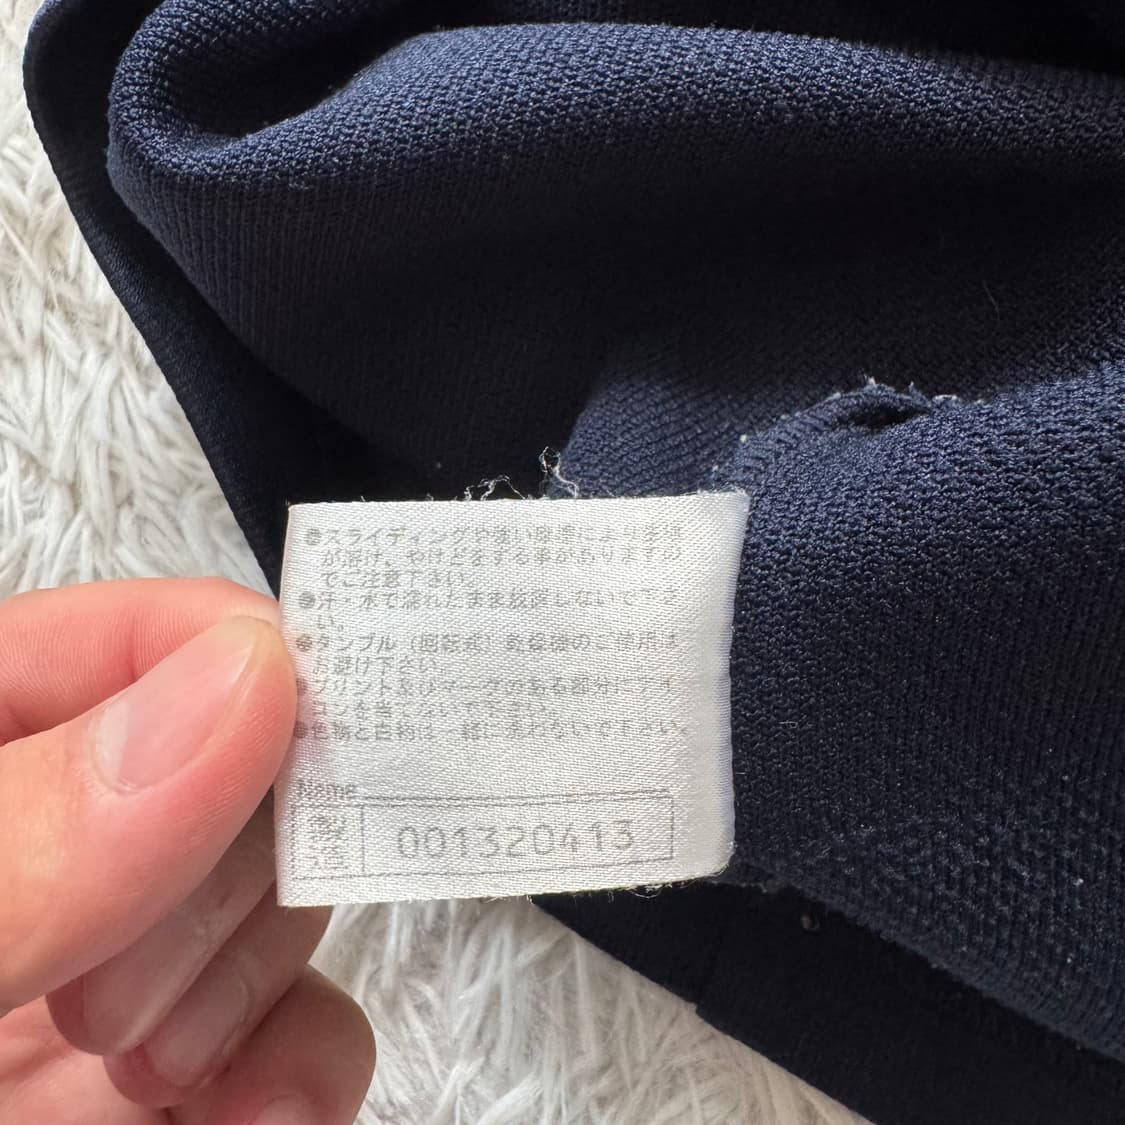 ●スライディングや強い摩擦により生地
が溶け、やけどをする事がありますの
でご注意下さい。
●汗・水で濡れたまま放置しないで下さ
い。
●タンブル（回転式）乾燥機のご使用は
お避け下さい。
●プリント及びマークのある部分にアイ
ロンを当てないで下さい。
●色物と白物は一緒に洗わないで下さい。
Name
001320413